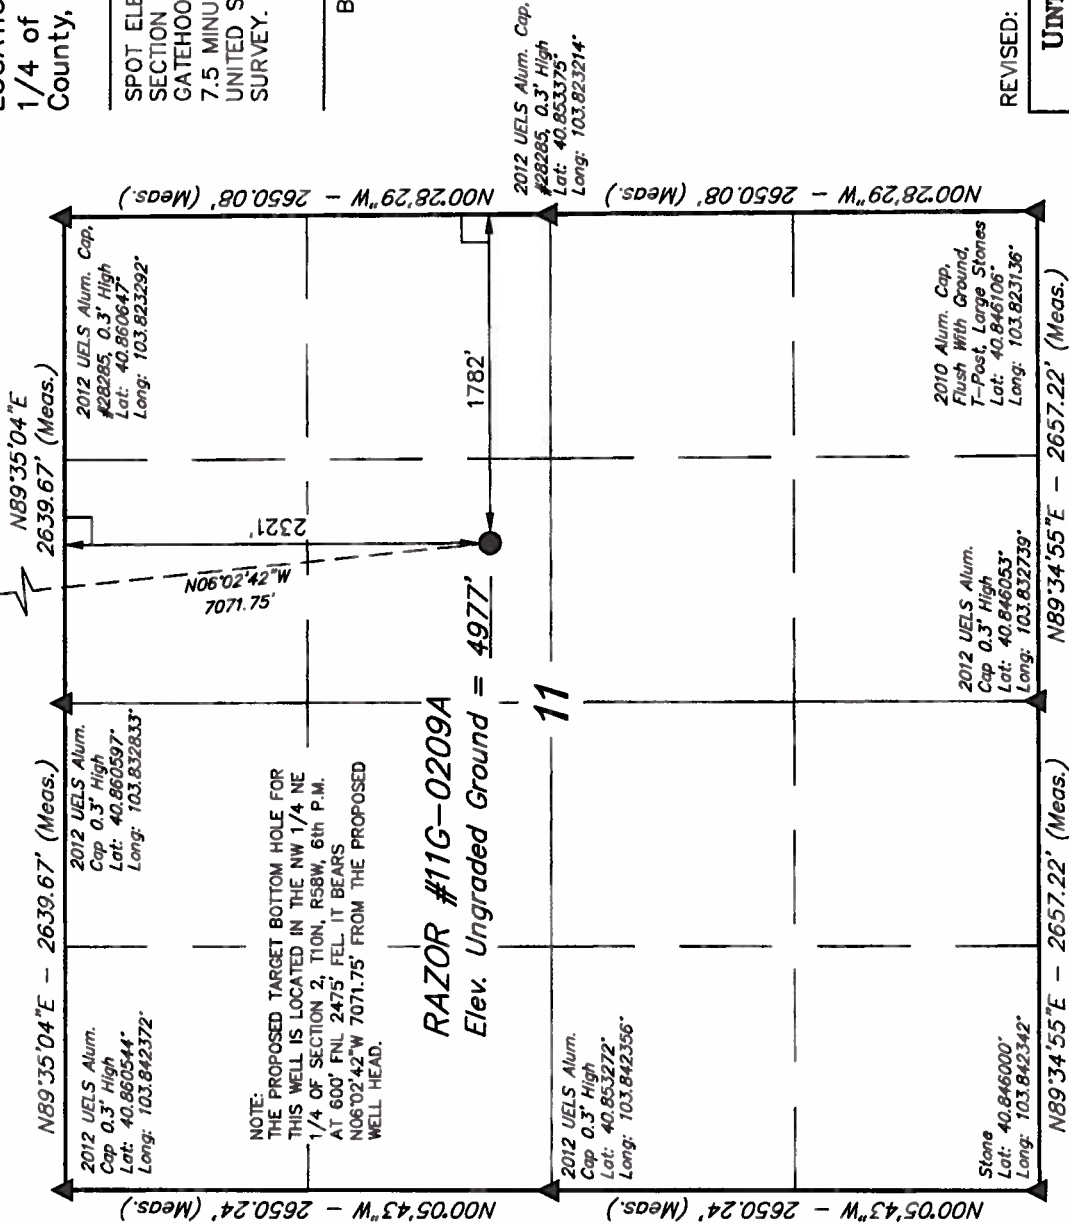 1/4 of
County,
SPOT ELE
SECTION
GATEHOO
7.5 MINU
UNITED S
SURVEY.
B
REVISED:
UINT
N89°35'04"E - 2639.67' (Meas.)
N89°35'04"E
2639.67' (Meas.)
2012 UELS Alum.
Cap 0.3' High
Lat: 40.860544°
Long: 103.842372°
2012 UELS Alum.
Cap 0.3' High
Lat: 40.860597°
Long: 103.832833°
2012 UELS Alum. Cap,
#28285, 0.3' High
Lat: 40.860647°
Long: 103.823292°
N00°05'43"W - 2650.24' (Meas.)
N00°28'29"W - 2650.08' (Meas.)
N06°02'42"W
7071.75'
2321'
1782'
NOTE:
THE PROPOSED TARGET BOTTOM HOLE FOR
THIS WELL IS LOCATED IN THE NW 1/4 NE
1/4 OF SECTION 2, T10N, R58W, 6th P.M.
AT 600' FNL 2475' FEL. IT BEARS
N06°02'42"W 7071.75' FROM THE PROPOSED
WELL HEAD.
RAZOR #11G-0209A
Elev. Ungraded Ground = 4977'
11
2012 UELS Alum.
Cap 0.3' High
Lat: 40.853272°
Long: 103.842356°
2012 UELS Alum. Cap,
#28285, 0.3' High
Lat: 40.853375°
Long: 103.823214°
N00°05'43"W - 2650.24' (Meas.)
N00°28'29"W - 2650.08' (Meas.)
Stone
Lat: 40.846000°
Long: 103.842342°
2012 UELS Alum.
Cap 0.3' High
Lat: 40.846053°
Long: 103.832739°
2010 Alum. Cap,
Flush With Ground,
T-Post, Large Stones
Lat: 40.846106°
Long: 103.823136°
N89°34'55"E - 2657.22' (Meas.)
N89°34'55"E - 2657.22' (Meas.)